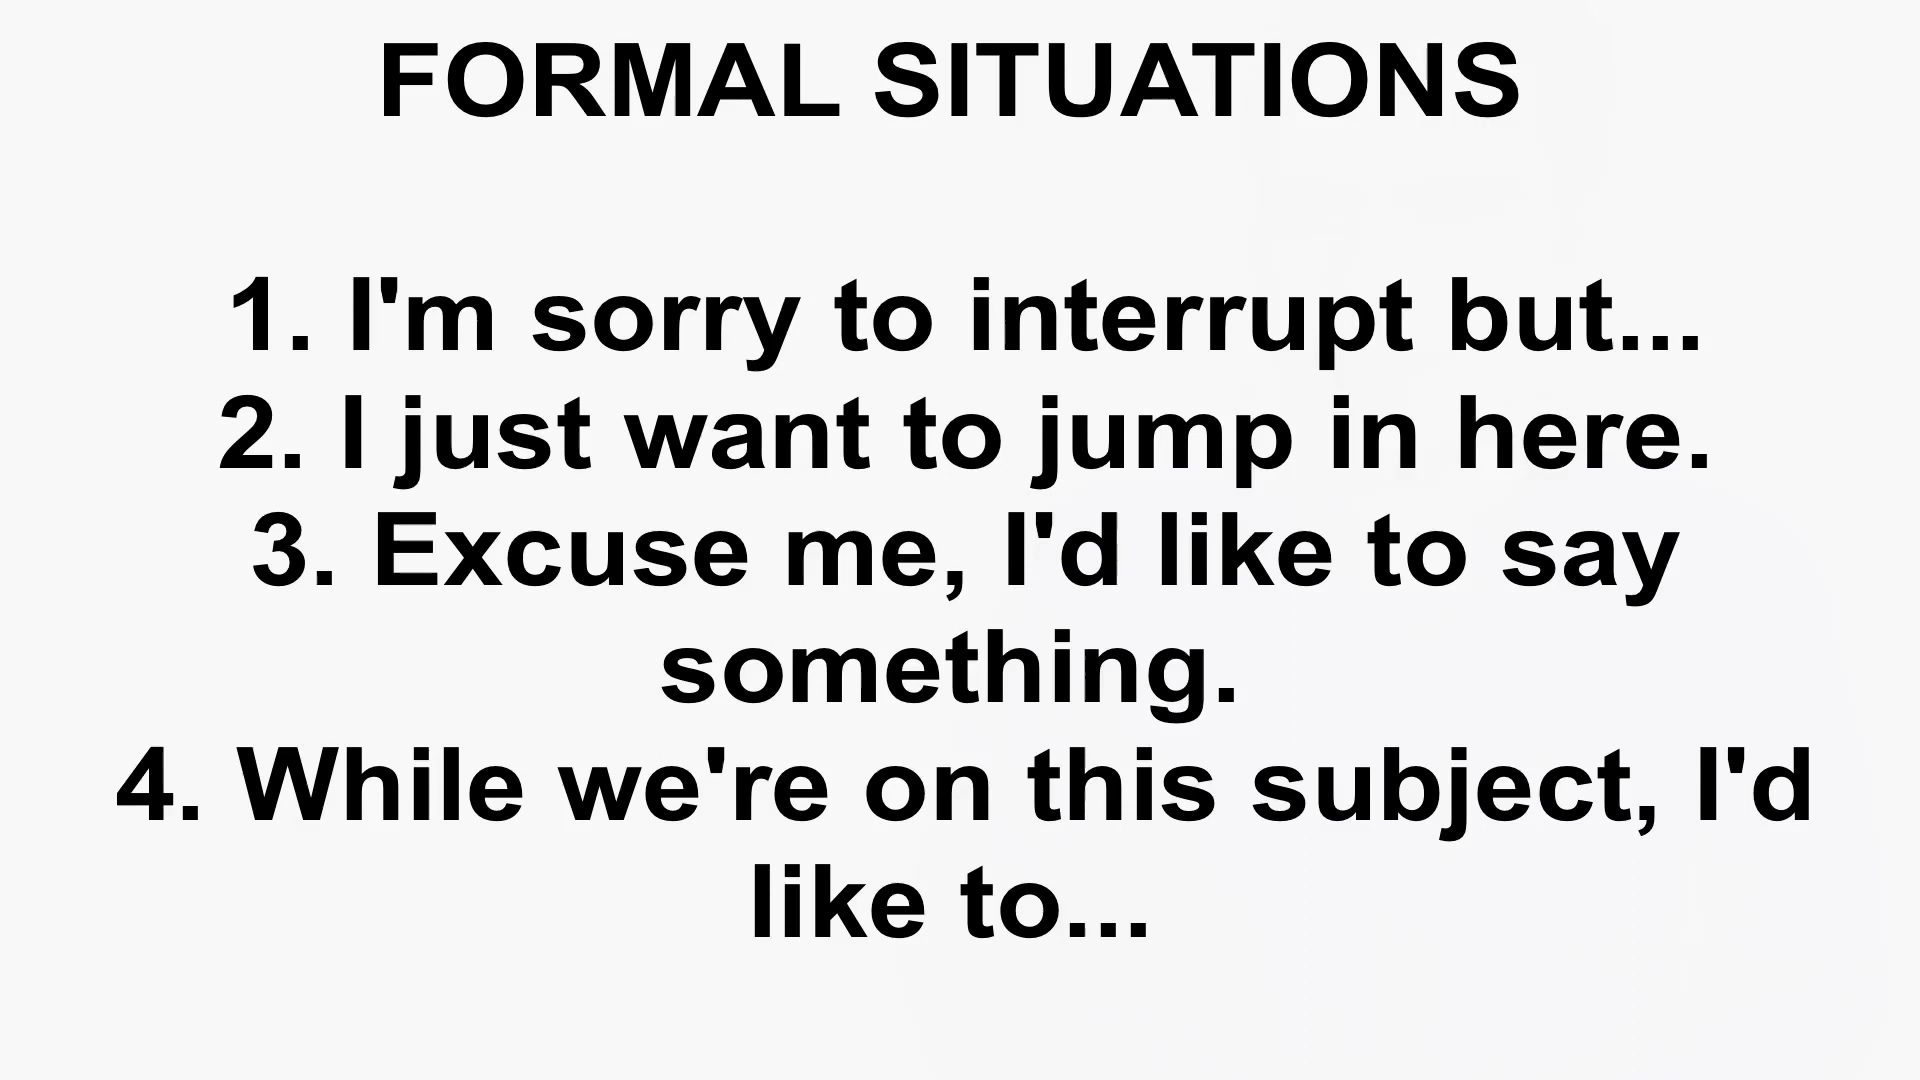 FORMAL SITUATIONS
1. I'm sorry to interrupt but...
2. I just want to jump in here.
3. Excuse me, I'd like to say
something.
4. While we're on this subject, I'd
like to...